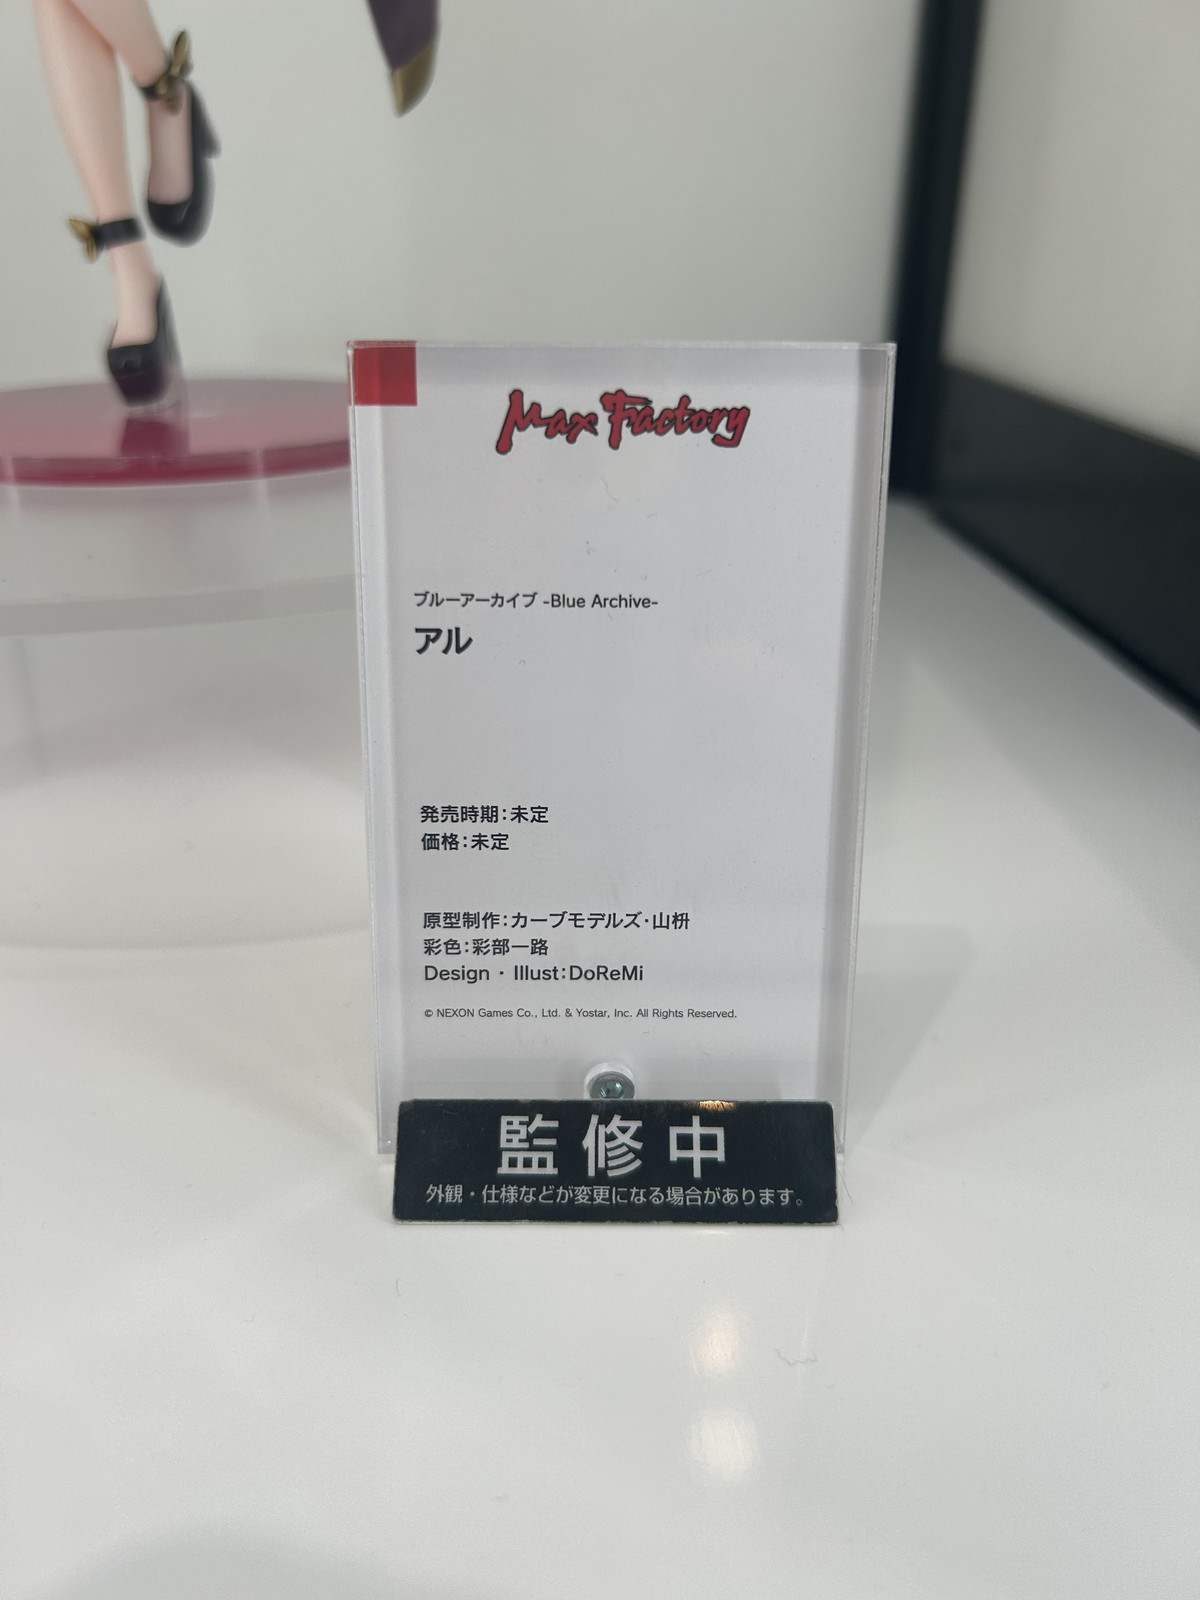 Max Factory
ブルーアーカイブ -Blue Archive-
アル
発売時期：未定
価格：未定
原型制作：カーブモデルズ・山枡
彩色：彩部一路
Design・Illust：DoReMi
© NEXON Games Co., Ltd. & Yostar, Inc. All Rights Reserved.
監修中
外観・仕様などが変更になる場合があります。